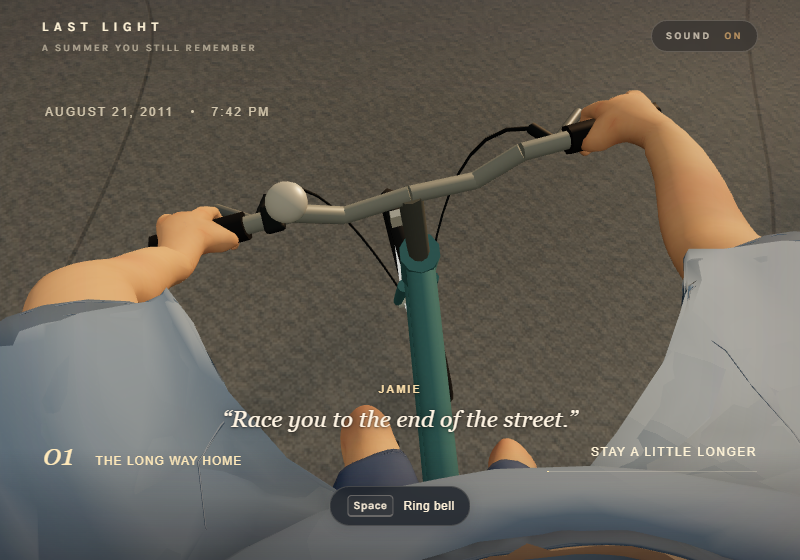 LAST LIGHT
A SUMMER YOU STILL REMEMBER
SOUND ON
AUGUST 21, 2011 • 7:42 PM
JAMIE
“Race you to the end of the street.”
01 THE LONG WAY HOME
STAY A LITTLE LONGER
Space Ring bell